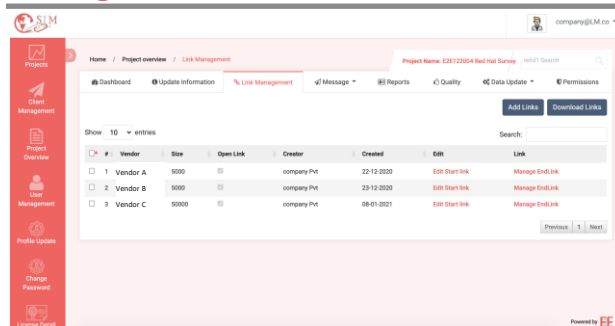 SIM
company@LM.co
Projects
Client
Management
Project
Overview
User
Management
Profile Update
Change
Password
License Detail
Home / Project overview / Link Management
Project Name: E2E122004 Red Hat Survey
refid'! Search
Dashboard Update Information Link Management Message Reports Quality Data Update Permissions
Add Links Download Links
Show 10 entries
Search:
# Vendor Size Open Link Creator Created Edit Link
1 Vendor A 5000 company Pvt 22-12-2020 Edit Start link Manage EndLink
2 Vendor B 5000 company Pvt 23-12-2020 Edit Start link Manage EndLink
3 Vendor C 50000 company Pvt 08-01-2021 Edit Start link Manage EndLink
Previous 1 Next
Powered by